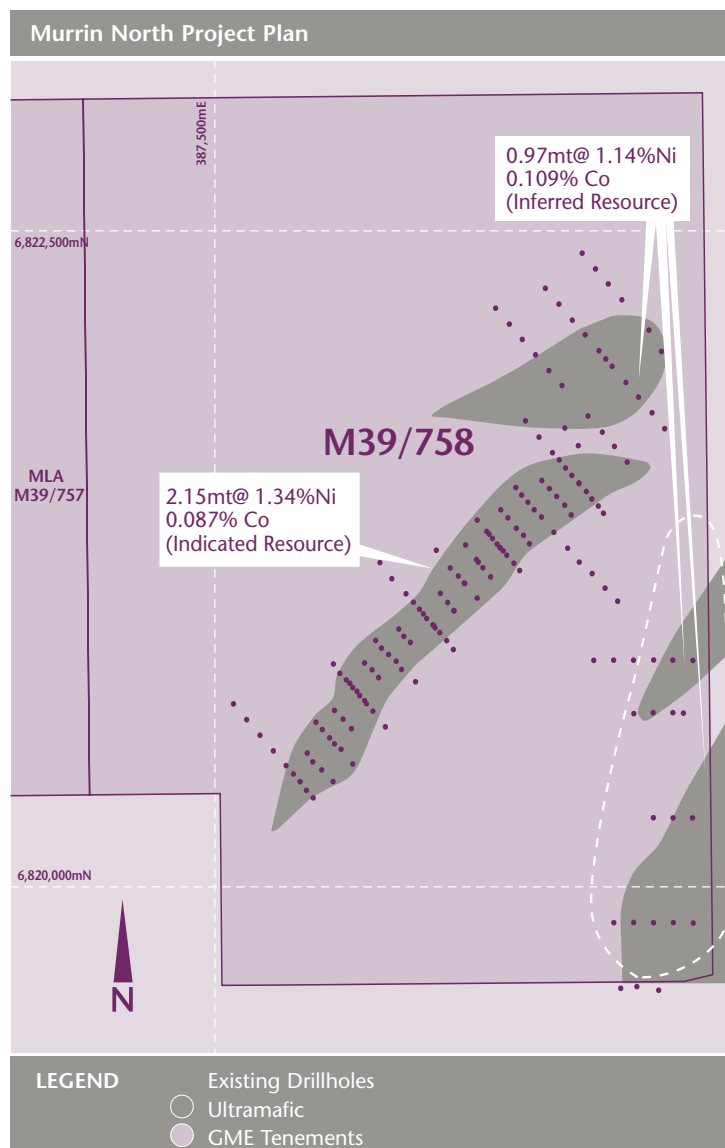 Murrin North Project Plan
387,500mE
0.97mt@ 1.14%Ni
0.109% Co
(Inferred Resource)
6,822,500mN
M39/758
MLA
M39/757
2.15mt@ 1.34%Ni
0.087% Co
(Indicated Resource)
6,820,000mN
N
LEGEND
Existing Drillholes
Ultramafic
GME Tenements